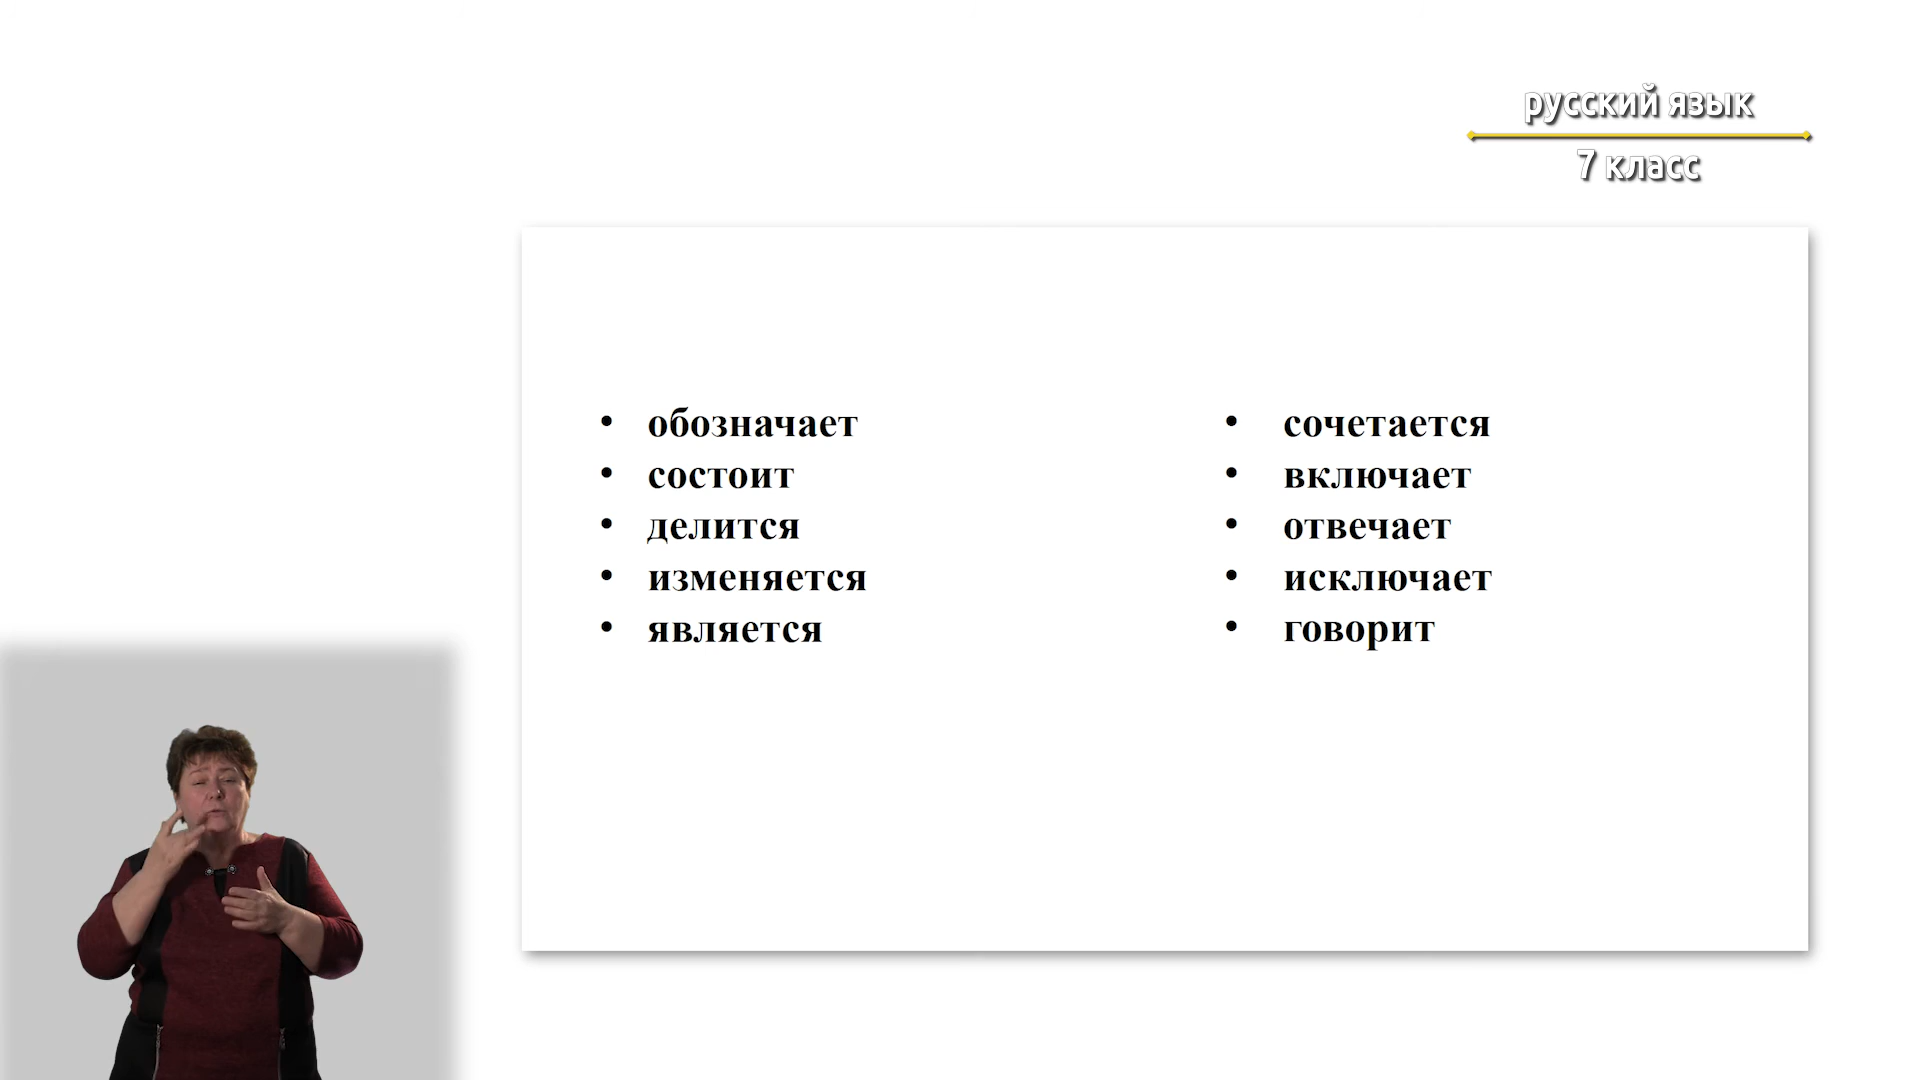 русский язык
7 класс
• обозначает
• состоит
• делится
• изменяется
• является
• сочетается
• включает
• отвечает
• исключает
• говорит